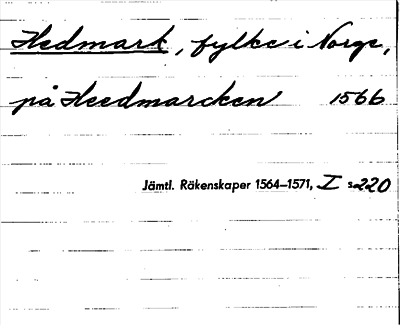 Hedmark, fylke i Norge,
på Heedmarcken 1566
Jämtl. Räkenskaper 1564–1571, I s. 220